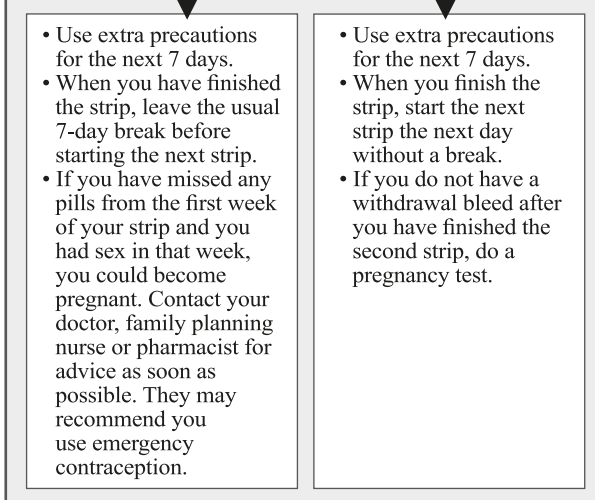 • Use extra precautions
for the next 7 days.
• When you have finished
the strip, leave the usual
7-day break before
starting the next strip.
• If you have missed any
pills from the first week
of your strip and you
had sex in that week,
you could become
pregnant. Contact your
doctor, family planning
nurse or pharmacist for
advice as soon as
possible. They may
recommend you
use emergency
contraception.
• Use extra precautions
for the next 7 days.
• When you finish the
strip, start the next
strip the next day
without a break.
• If you do not have a
withdrawal bleed after
you have finished the
second strip, do a
pregnancy test.